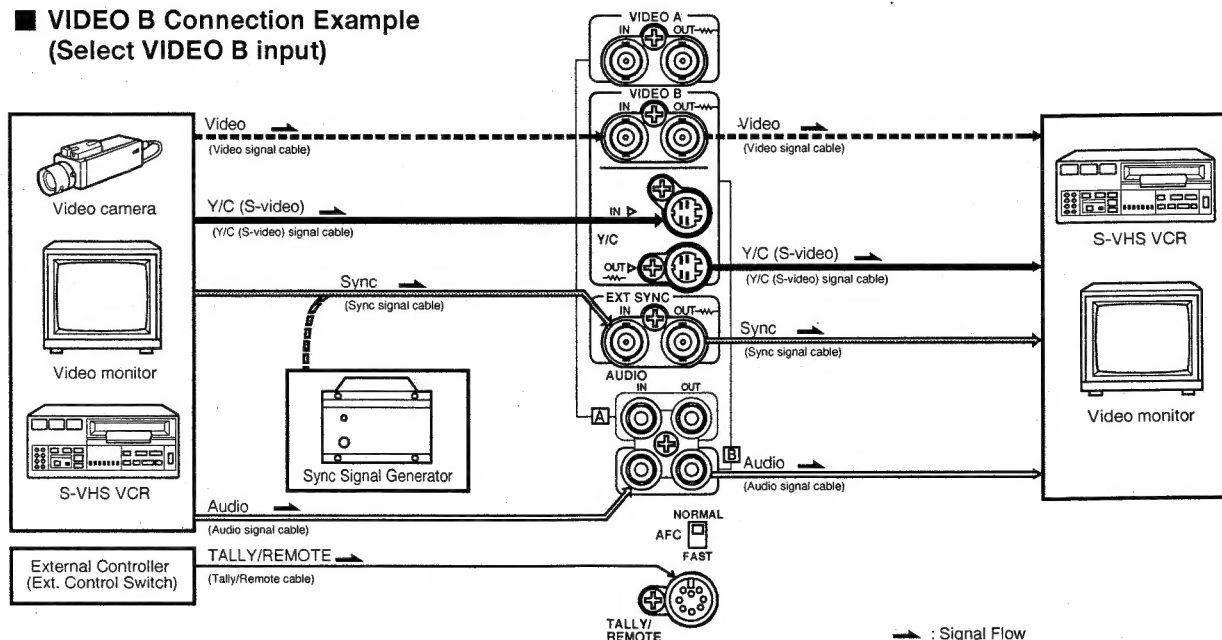 ■ VIDEO B Connection Example
(Select VIDEO B input)
VIDEO A
IN OUT
VIDEO B
IN OUT
Video
(Video signal cable)
Video
(Video signal cable)
Video camera
Y/C (S-video)
(Y/C (S-video) signal cable)
IN
Y/C
OUT
S-VHS VCR
Y/C (S-video)
(Y/C (S-video) signal cable)
Sync
(Sync signal cable)
EXT SYNC
IN OUT
Sync
(Sync signal cable)
Video monitor
AUDIO
IN OUT
A
B
Video monitor
Sync Signal Generator
Audio
(Audio signal cable)
S-VHS VCR
Audio
(Audio signal cable)
NORMAL
AFC
FAST
External Controller
(Ext. Control Switch)
TALLY/REMOTE
(Tally/Remote cable)
TALLY/
REMOTE
: Signal Flow